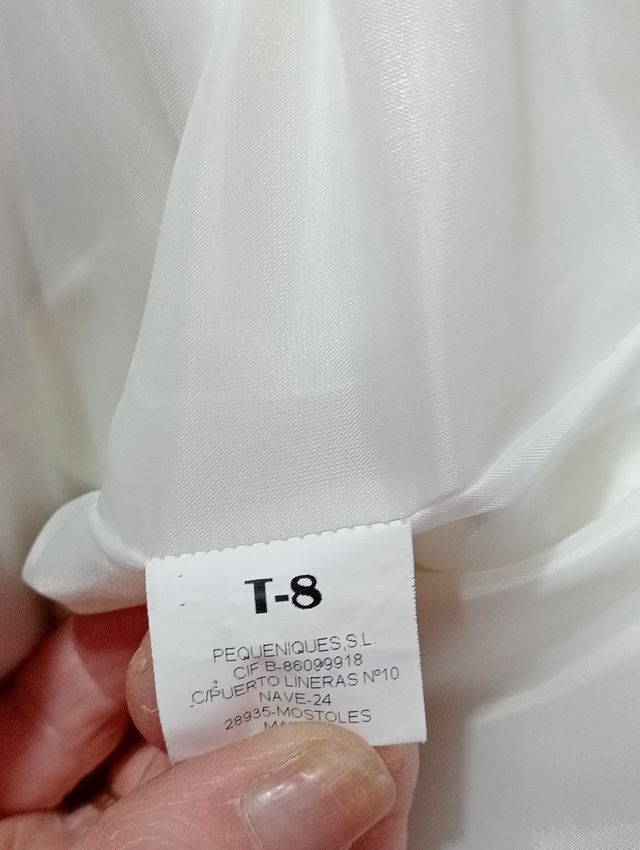 T-8
PEQUENIQUES,S.L.
CIF.B-86099918
C/PUERTO LINERAS Nº10
NAVE-24
28935-MOSTOLES